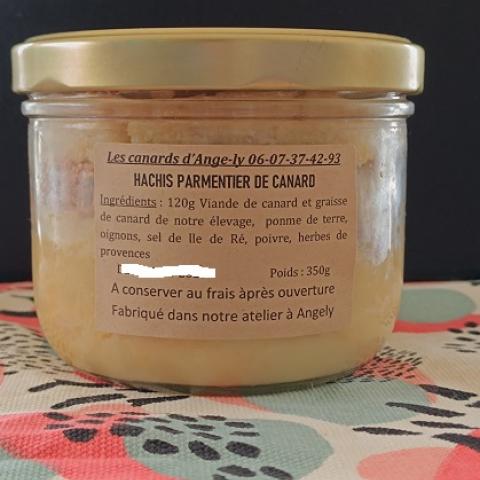 Les canards d'Ange-ly 06-07-37-42-93
HACHIS PARMENTIER DE CANARD
Ingrédients : 120g Viande de canard et graisse
de canard de notre élevage, ponme de terre,
oignons, sel de Ile de Ré, poivre, herbes de
provences
Poids : 350g
A conserver au frais àprès ouverture
Fabriqué dans notre atelier à Angely